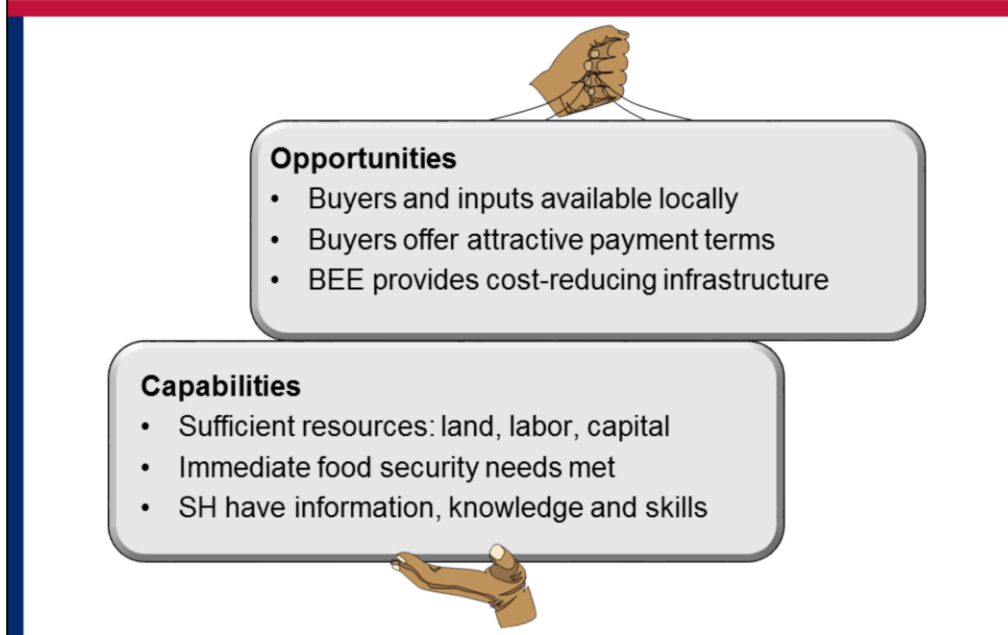 Opportunities
• Buyers and inputs available locally
• Buyers offer attractive payment terms
• BEE provides cost-reducing infrastructure
Capabilities
• Sufficient resources: land, labor, capital
• Immediate food security needs met
• SH have information, knowledge and skills